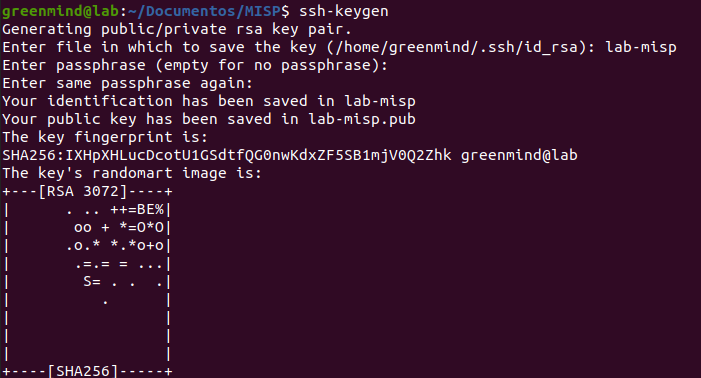 greenmind@lab:~/Documentos/MISP$ ssh-keygen
Generating public/private rsa key pair.
Enter file in which to save the key (/home/greenmind/.ssh/id_rsa): lab-misp
Enter passphrase (empty for no passphrase):
Enter same passphrase again:
Your identification has been saved in lab-misp
Your public key has been saved in lab-misp.pub
The key fingerprint is:
SHA256:IXHpXHLucDcotU1GSdtfQG0nwKdxZF5SB1mjV0Q2Zhk greenmind@lab
The key's randomart image is:
+---[RSA 3072]----+
|      . .. ++=BE%|
|       oo + *=O*O|
|      .o.* *.*o+o|
|       .=.= = ...|
|        S= . .  .|
|          .      |
|                 |
|                 |
|                 |
+----[SHA256]-----+